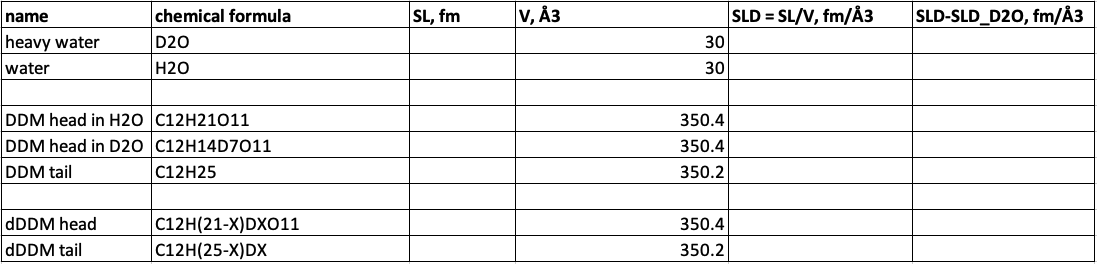 name chemical formula SL, fm V, Å3 SLD = SL/V, fm/Å3 SLD-SLD_D2O, fm/Å3
heavy water D2O 30
water H2O 30
DDM head in H2O C12H21O11 350.4
DDM head in D2O C12H14D7O11 350.4
DDM tail C12H25 350.2
dDDM head C12H(21-X)DXO11 350.4
dDDM tail C12H(25-X)DX 350.2